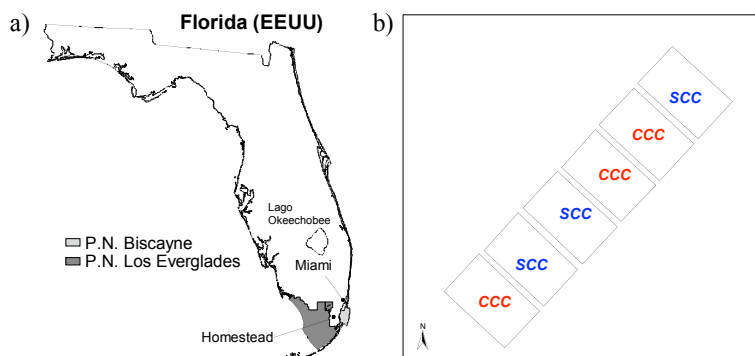 a)
Florida (EEUU)
Lago
Okeechobee
P.N. Biscayne
P.N. Los Everglades
Miami
Homestead
b)
SCC
CCC
CCC
SCC
SCC
CCC
N